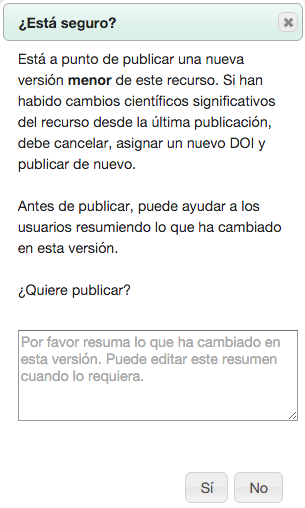 ¿Está seguro?
Está a punto de publicar una nueva
versión menor de este recurso. Si han
habido cambios científicos significativos
del recurso desde la última publicación,
debe cancelar, asignar un nuevo DOI y
publicar de nuevo.
Antes de publicar, puede ayudar a los
usuarios resumiendo lo que ha cambiado
en esta versión.
¿Quiere publicar?
Por favor resuma lo que ha cambiado en
esta versión. Puede editar este resumen
cuando lo requiera.
Sí No